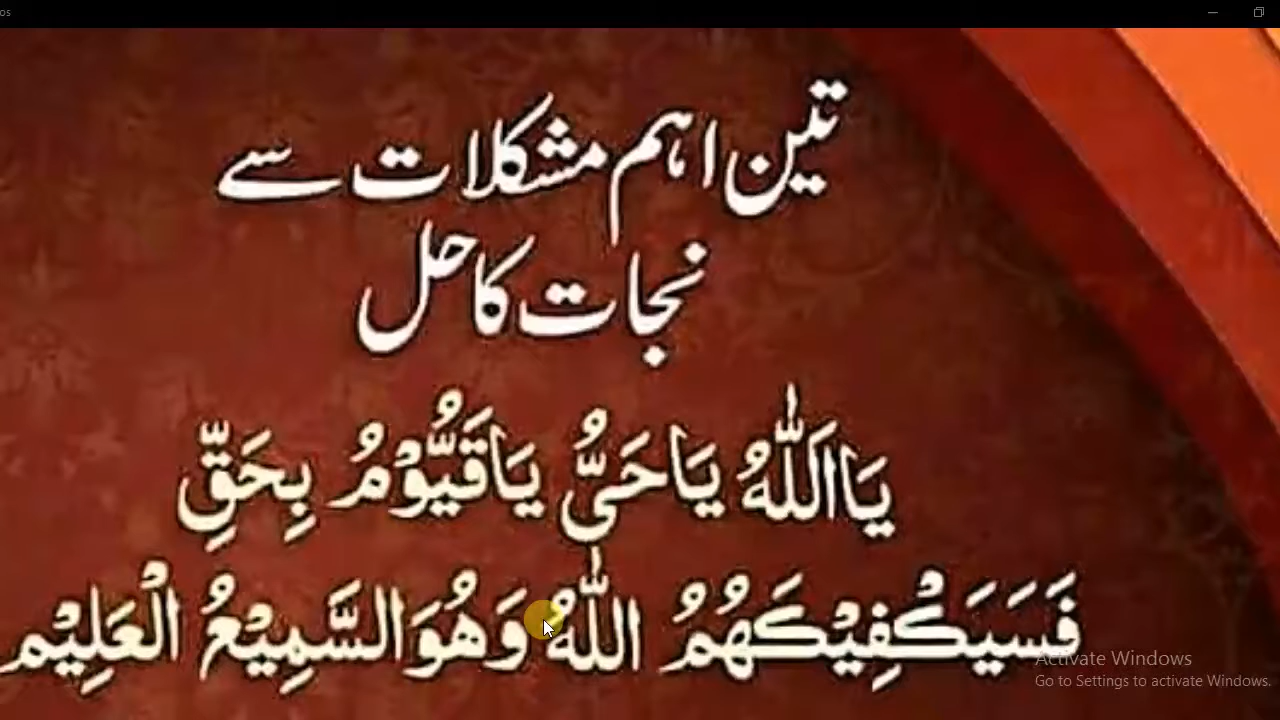 os
تین اہم مشکلات سے
نجات کا حل
یَا اَللّٰہُ یَا حَیُّ یَا قَیُّوْمُ بِحَقِّ
فَسَیَکْفِیْکَھُمُ اللّٰہُ وَھُوَ السَّمِیْعُ الْعَلِیْم
Activate Windows
Go to Settings to activate Windows.